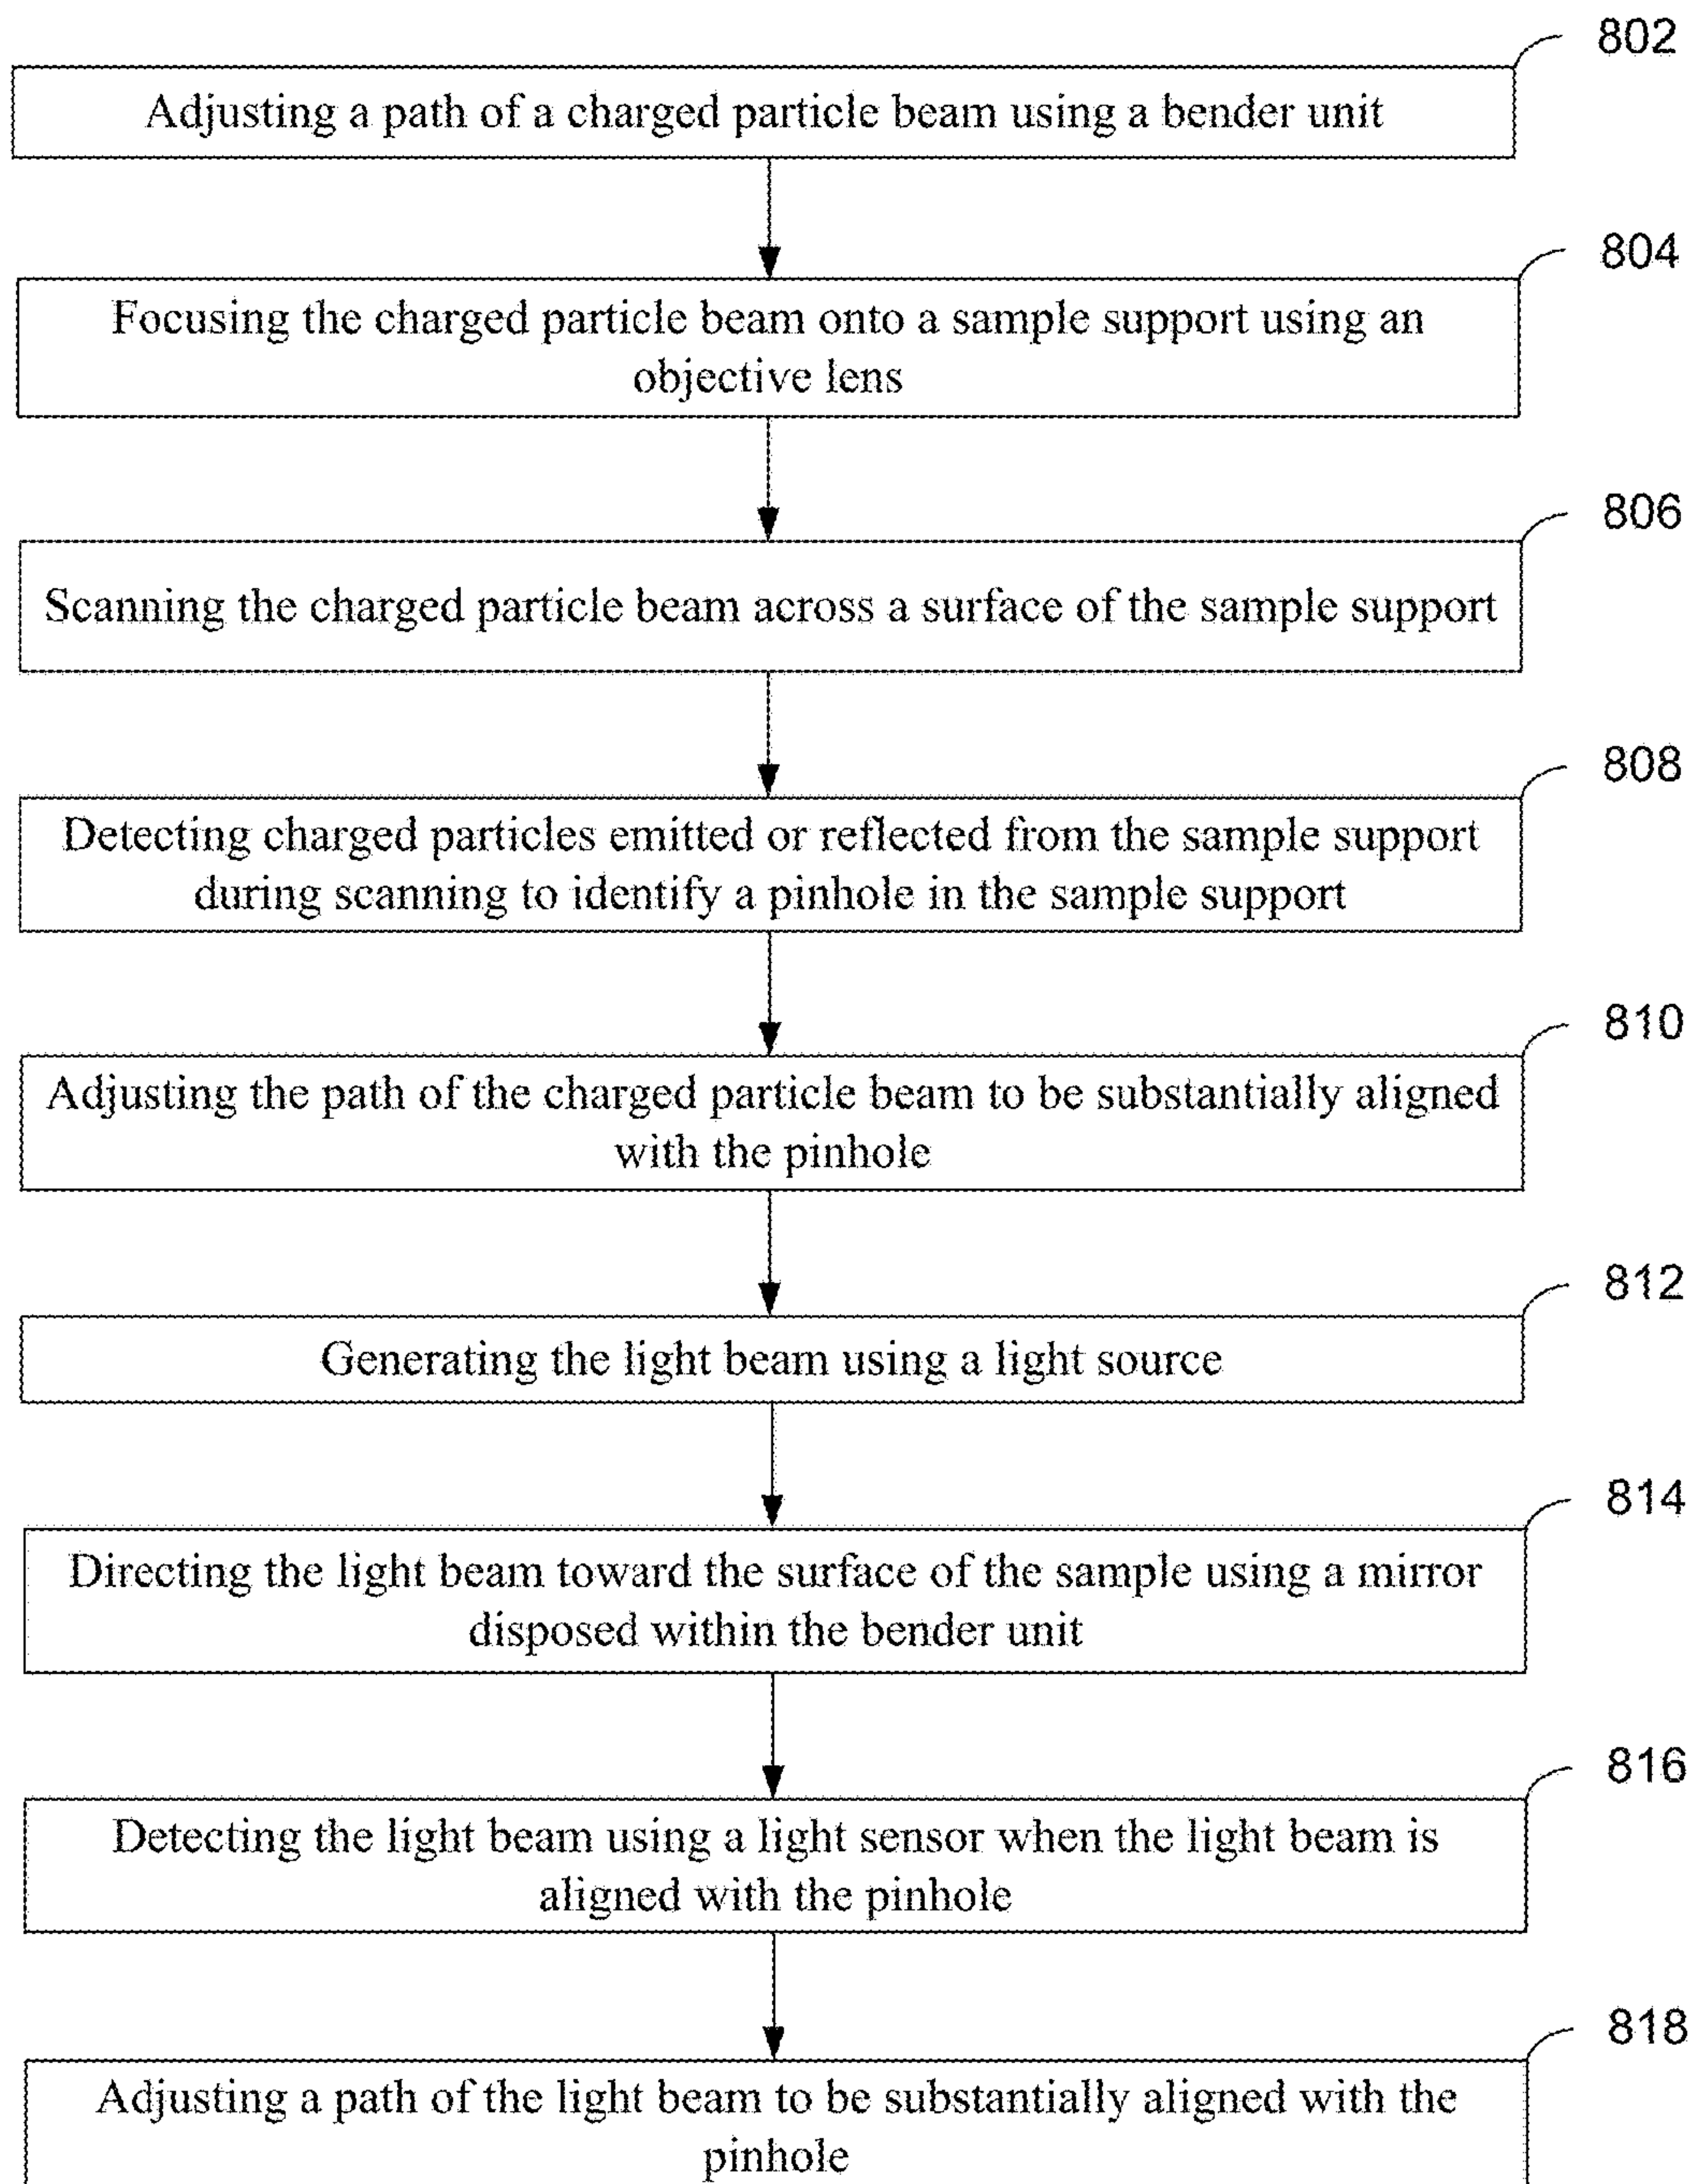 802
Adjusting a path of a charged particle beam using a bender unit
804
Focusing the charged particle beam onto a sample support using an
objective lens
806
Scanning the charged particle beam across a surface of the sample support
808
Detecting charged particles emitted or reflected from the sample support
during scanning to identify a pinhole in the sample support
810
Adjusting the path of the charged particle beam to be substantially aligned
with the pinhole
812
Generating the light beam using a light source
814
Directing the light beam toward the surface of the sample using a mirror
disposed within the bender unit
816
Detecting the light beam using a light sensor when the light beam is
aligned with the pinhole
818
Adjusting a path of the light beam to be substantially aligned with the
pinhole